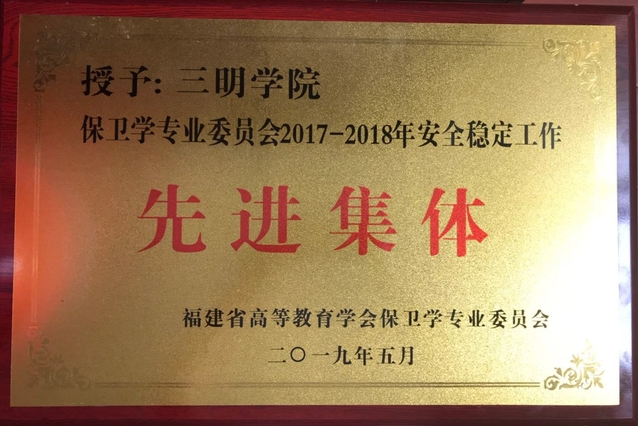 授予: 三明学院
保卫学专业委员会2017-2018年安全稳定工作
先进集体
福建省高等教育学会保卫学专业委员会
二〇一九年五月